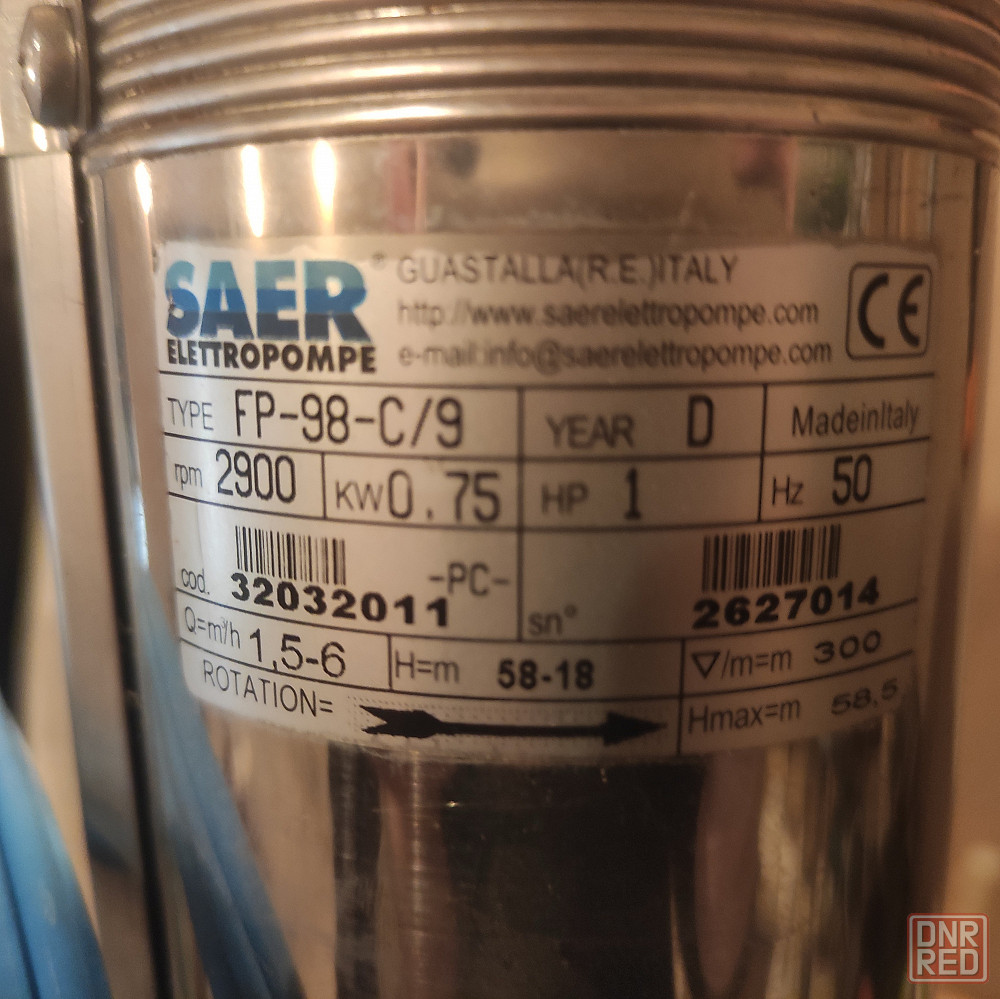 SAER®
ELETTROPOMPE
GUASTALLA(R.E.)ITALY
http://www.saerelettropompe.com
e-mail:info@saerelettropompe.com
CE
TYPE FP-98-C/9 YEAR D MadeinItaly
rpm 2900 KW 0.75 HP 1 Hz 50
cod. 32032011 -PC- sn° 2627014
Q=m³/h 1,5-6 H=m 58-18 ∇/m=m 300
ROTATION= Hmax=m 58,5
DNR
RED